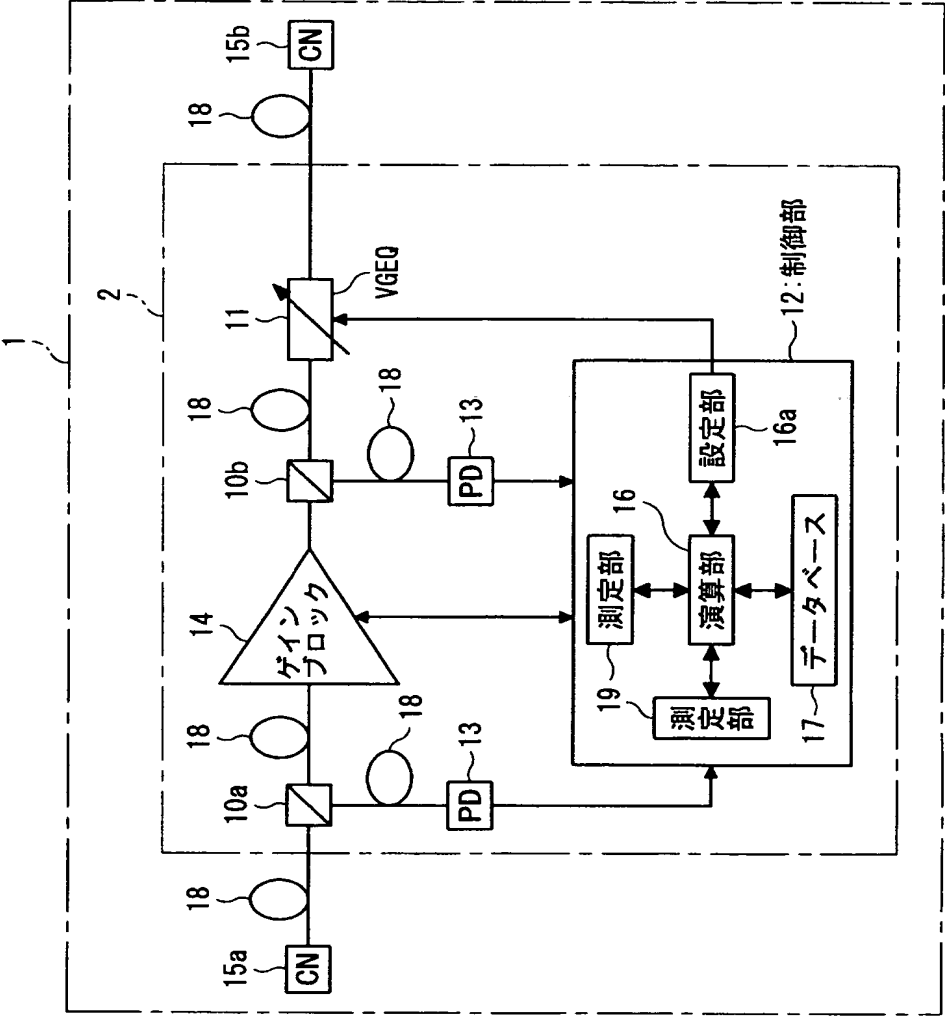 1
2
15a
CN
18
10a
18
18
13
PD
14
ゲイン
ブロック
10b
18
18
13
PD
11
VGEQ
18
15b
CN
12:制御部
19
測定部
測定部
16
演算部
設定部
16a
17
データベース